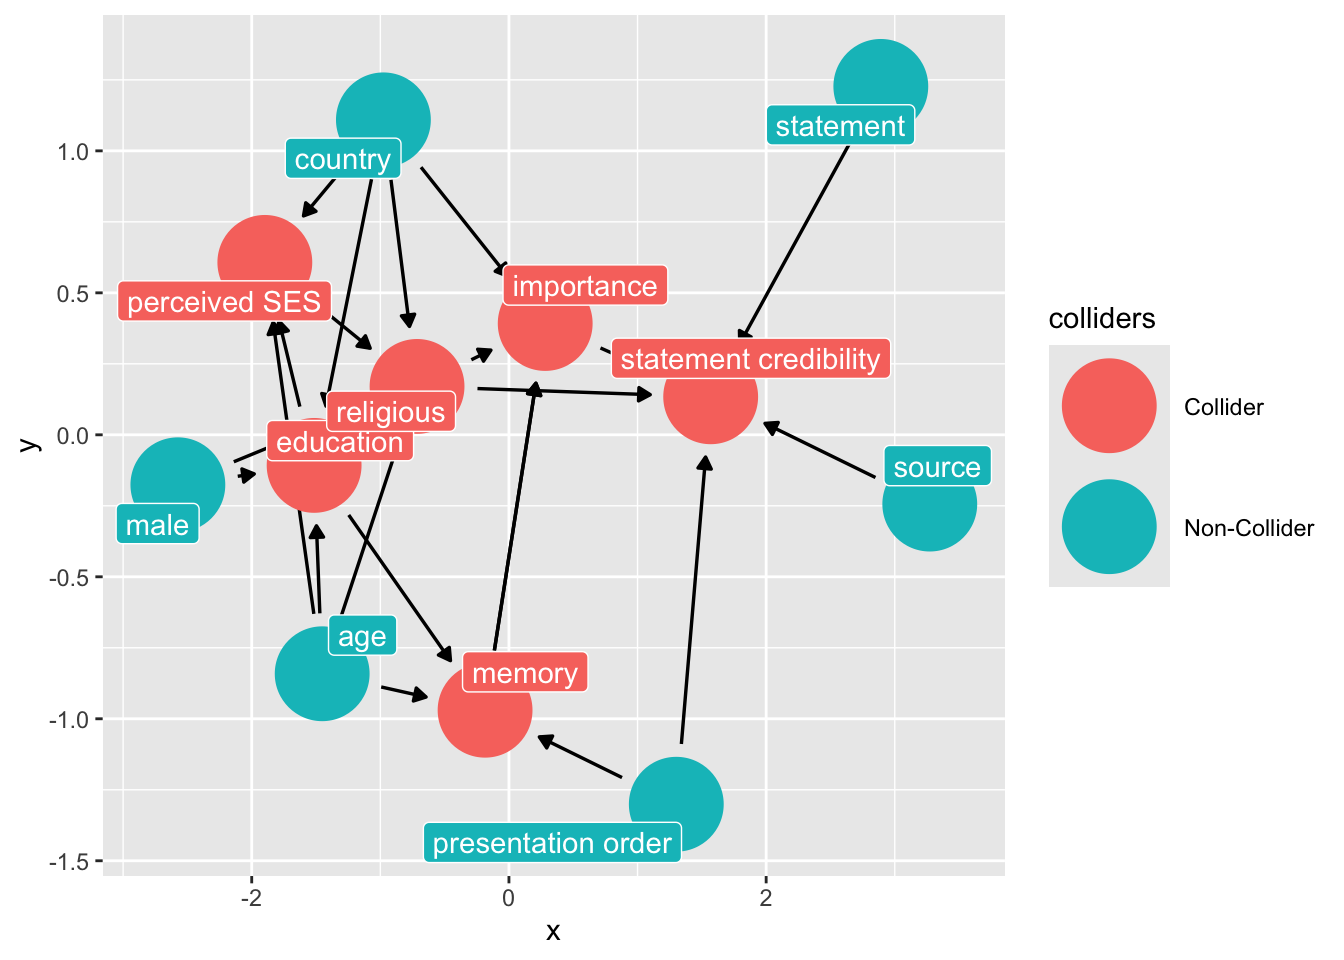 statement
country
importance
perceived SES
statement credibility
religious
education
source
male
age
memory
presentation order
1.0
0.5
0.0
-0.5
-1.0
-1.5
y
-2
0
2
x
colliders
Collider
Non-Collider